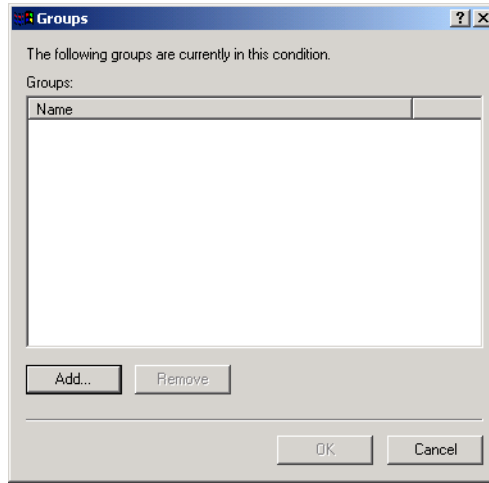 Groups
The following groups are currently in this condition.
Groups:
Name
Add... Remove
OK Cancel